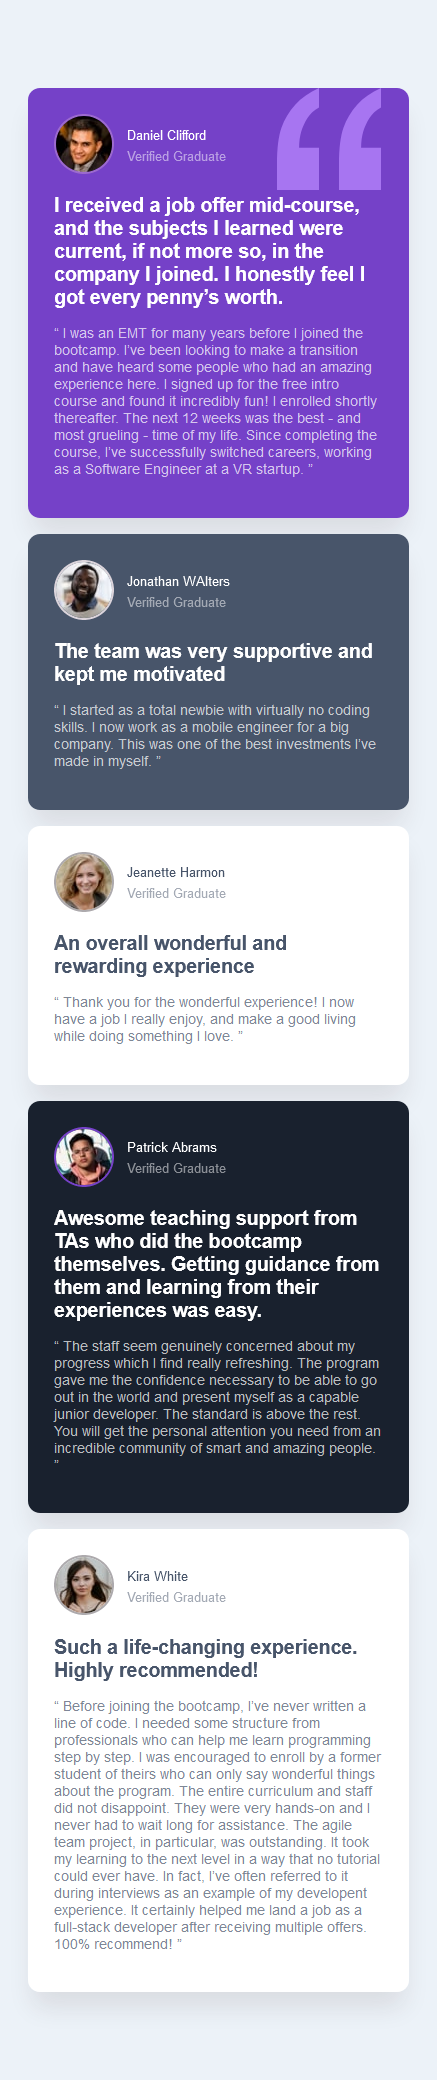 Daniel Clifford
Verified Graduate
I received a job offer mid-course,
and the subjects I learned were
current, if not more so, in the
company I joined. I honestly feel I
got every penny’s worth.
“ I was an EMT for many years before I joined the
bootcamp. I’ve been looking to make a transition
and have heard some people who had an amazing
experience here. I signed up for the free intro
course and found it incredibly fun! I enrolled shortly
thereafter. The next 12 weeks was the best - and
most grueling - time of my life. Since completing the
course, I’ve successfully switched careers, working
as a Software Engineer at a VR startup. ”
Jonathan WAlters
Verified Graduate
The team was very supportive and
kept me motivated
“ I started as a total newbie with virtually no coding
skills. I now work as a mobile engineer for a big
company. This was one of the best investments I’ve
made in myself. ”
Jeanette Harmon
Verified Graduate
An overall wonderful and
rewarding experience
“ Thank you for the wonderful experience! I now
have a job I really enjoy, and make a good living
while doing something I love. ”
Patrick Abrams
Verified Graduate
Awesome teaching support from
TAs who did the bootcamp
themselves. Getting guidance from
them and learning from their
experiences was easy.
“ The staff seem genuinely concerned about my
progress which I find really refreshing. The program
gave me the confidence necessary to be able to go
out in the world and present myself as a capable
junior developer. The standard is above the rest.
You will get the personal attention you need from an
incredible community of smart and amazing people.
”
Kira White
Verified Graduate
Such a life-changing experience.
Highly recommended!
“ Before joining the bootcamp, I’ve never written a
line of code. I needed some structure from
professionals who can help me learn programming
step by step. I was encouraged to enroll by a former
student of theirs who can only say wonderful things
about the program. The entire curriculum and staff
did not disappoint. They were very hands-on and I
never had to wait long for assistance. The agile
team project, in particular, was outstanding. It took
my learning to the next level in a way that no tutorial
could ever have. In fact, I’ve often referred to it
during interviews as an example of my developent
experience. It certainly helped me land a job as a
full-stack developer after receiving multiple offers.
100% recommend! ”